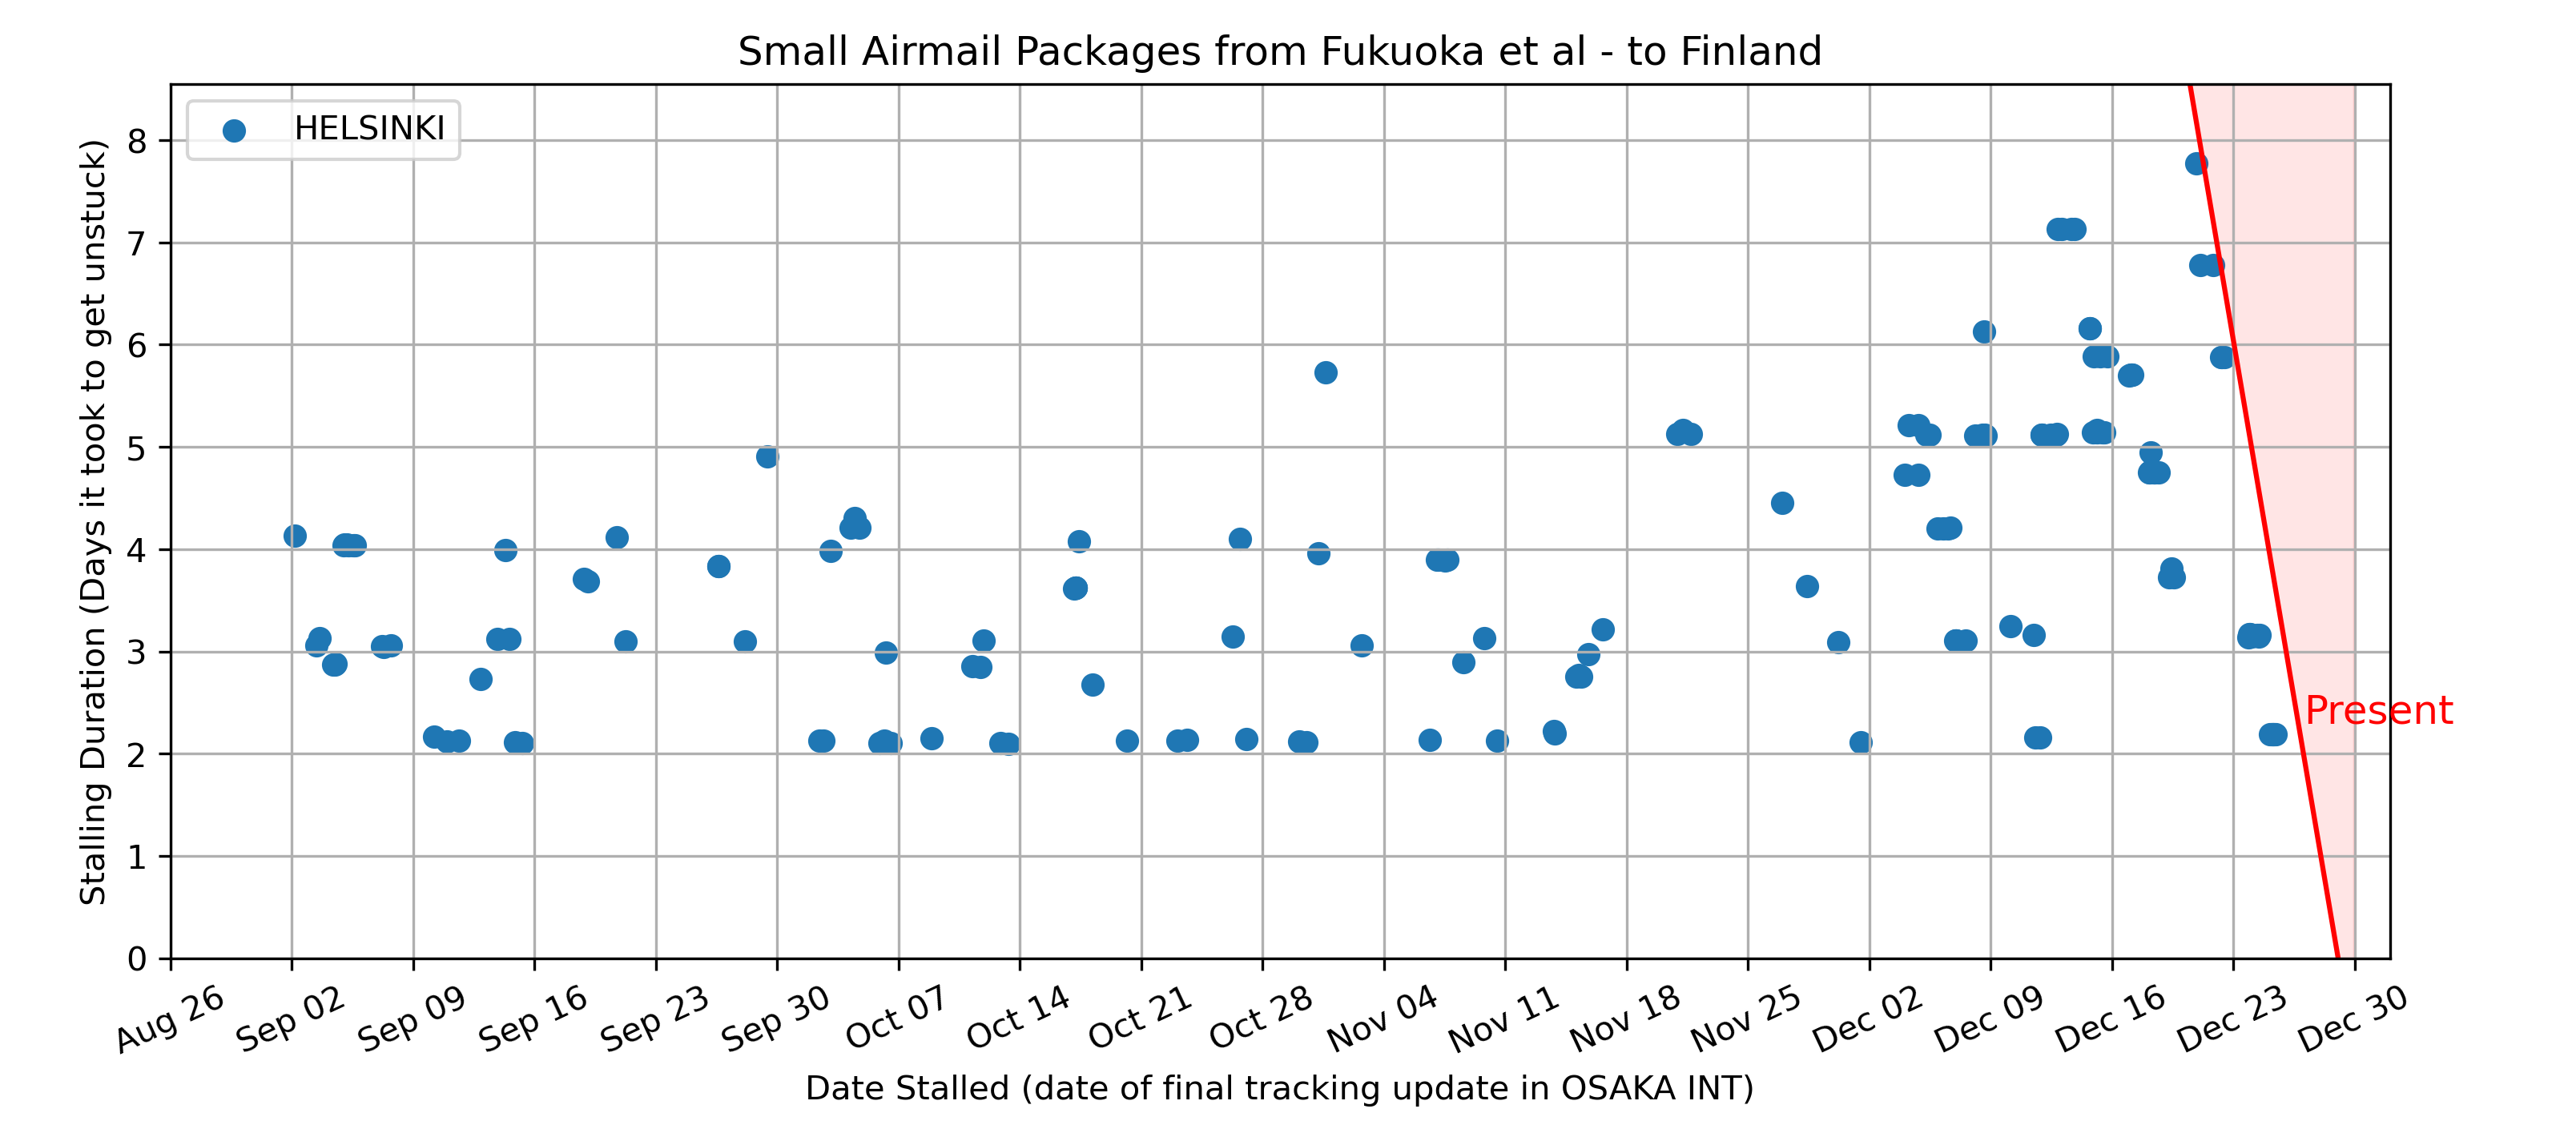 Small Airmail Packages from Fukuoka et al - to Finland
HELSINKI
Stalling Duration (Days it took to get unstuck)
8
7
6
5
4
3
2
1
0
Present
Aug 26
Sep 02
Sep 09
Sep 16
Sep 23
Sep 30
Oct 07
Oct 14
Oct 21
Oct 28
Nov 04
Nov 11
Nov 18
Nov 25
Dec 02
Dec 09
Dec 16
Dec 23
Dec 30
Date Stalled (date of final tracking update in OSAKA INT)